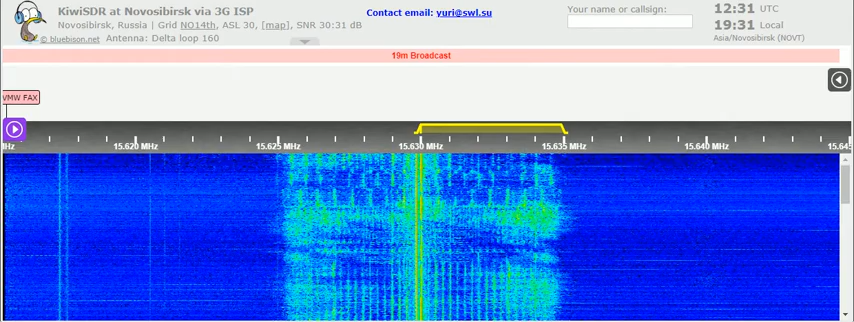 KiwiSDR at Novosibirsk via 3G ISP
Novosibirsk, Russia | Grid NO14th, ASL 30, [map], SNR 30:31 dB
© bluebison.net Antenna: Delta loop 160
Contact email: yuri@swl.su
Your name or callsign:
12:31 UTC
19:31 Local
Asia/Novosibirsk (NOVT)
19m Broadcast
VMW FAX
Hz 15.620 MHz 15.625 MHz 15.630 MHz 15.635 MHz 15.640 MHz 15.645